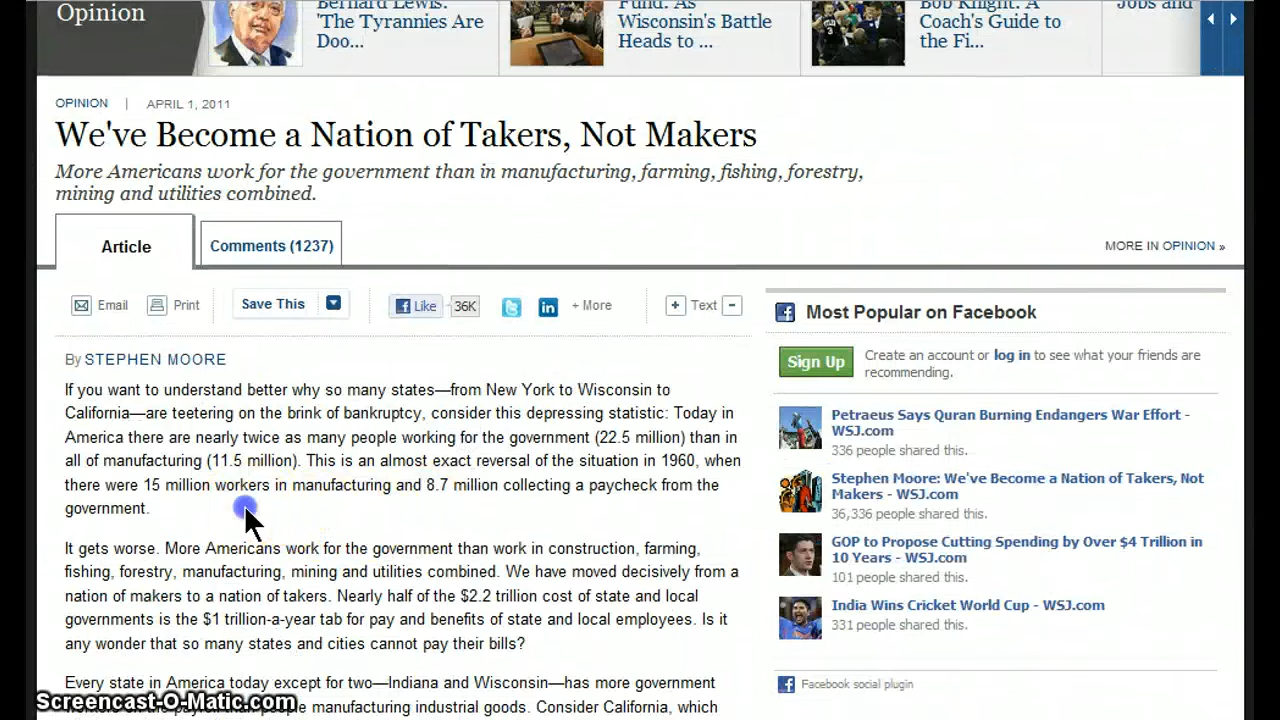 Opinion
Bernard Lewis:
'The Tyrannies Are
Doo...
Fund: As
Wisconsin's Battle
Heads to ...
Bob Knight: A
Coach's Guide to
the Fi...
Jobs and
OPINION | APRIL 1, 2011
We've Become a Nation of Takers, Not Makers
More Americans work for the government than in manufacturing, farming, fishing, forestry,
mining and utilities combined.
Article
Comments (1237)
MORE IN OPINION »
Email
Print
Save This
Like
36K
+ More
+ Text −
By STEPHEN MOORE
If you want to understand better why so many states—from New York to Wisconsin to
California—are teetering on the brink of bankruptcy, consider this depressing statistic: Today in
America there are nearly twice as many people working for the government (22.5 million) than in
all of manufacturing (11.5 million). This is an almost exact reversal of the situation in 1960, when
there were 15 million workers in manufacturing and 8.7 million collecting a paycheck from the
government.
It gets worse. More Americans work for the government than work in construction, farming,
fishing, forestry, manufacturing, mining and utilities combined. We have moved decisively from a
nation of makers to a nation of takers. Nearly half of the $2.2 trillion cost of state and local
governments is the $1 trillion-a-year tab for pay and benefits of state and local employees. Is it
any wonder that so many states and cities cannot pay their bills?
Every state in America today except for two—Indiana and Wisconsin—has more government
workers on the payroll than people manufacturing industrial goods. Consider California, which
Most Popular on Facebook
Sign Up
Create an account or log in to see what your friends are
recommending.
Petraeus Says Quran Burning Endangers War Effort -
WSJ.com
336 people shared this.
Stephen Moore: We've Become a Nation of Takers, Not
Makers - WSJ.com
36,336 people shared this.
GOP to Propose Cutting Spending by Over $4 Trillion in
10 Years - WSJ.com
101 people shared this.
India Wins Cricket World Cup - WSJ.com
331 people shared this.
Facebook social plugin
Screencast-O-Matic.com